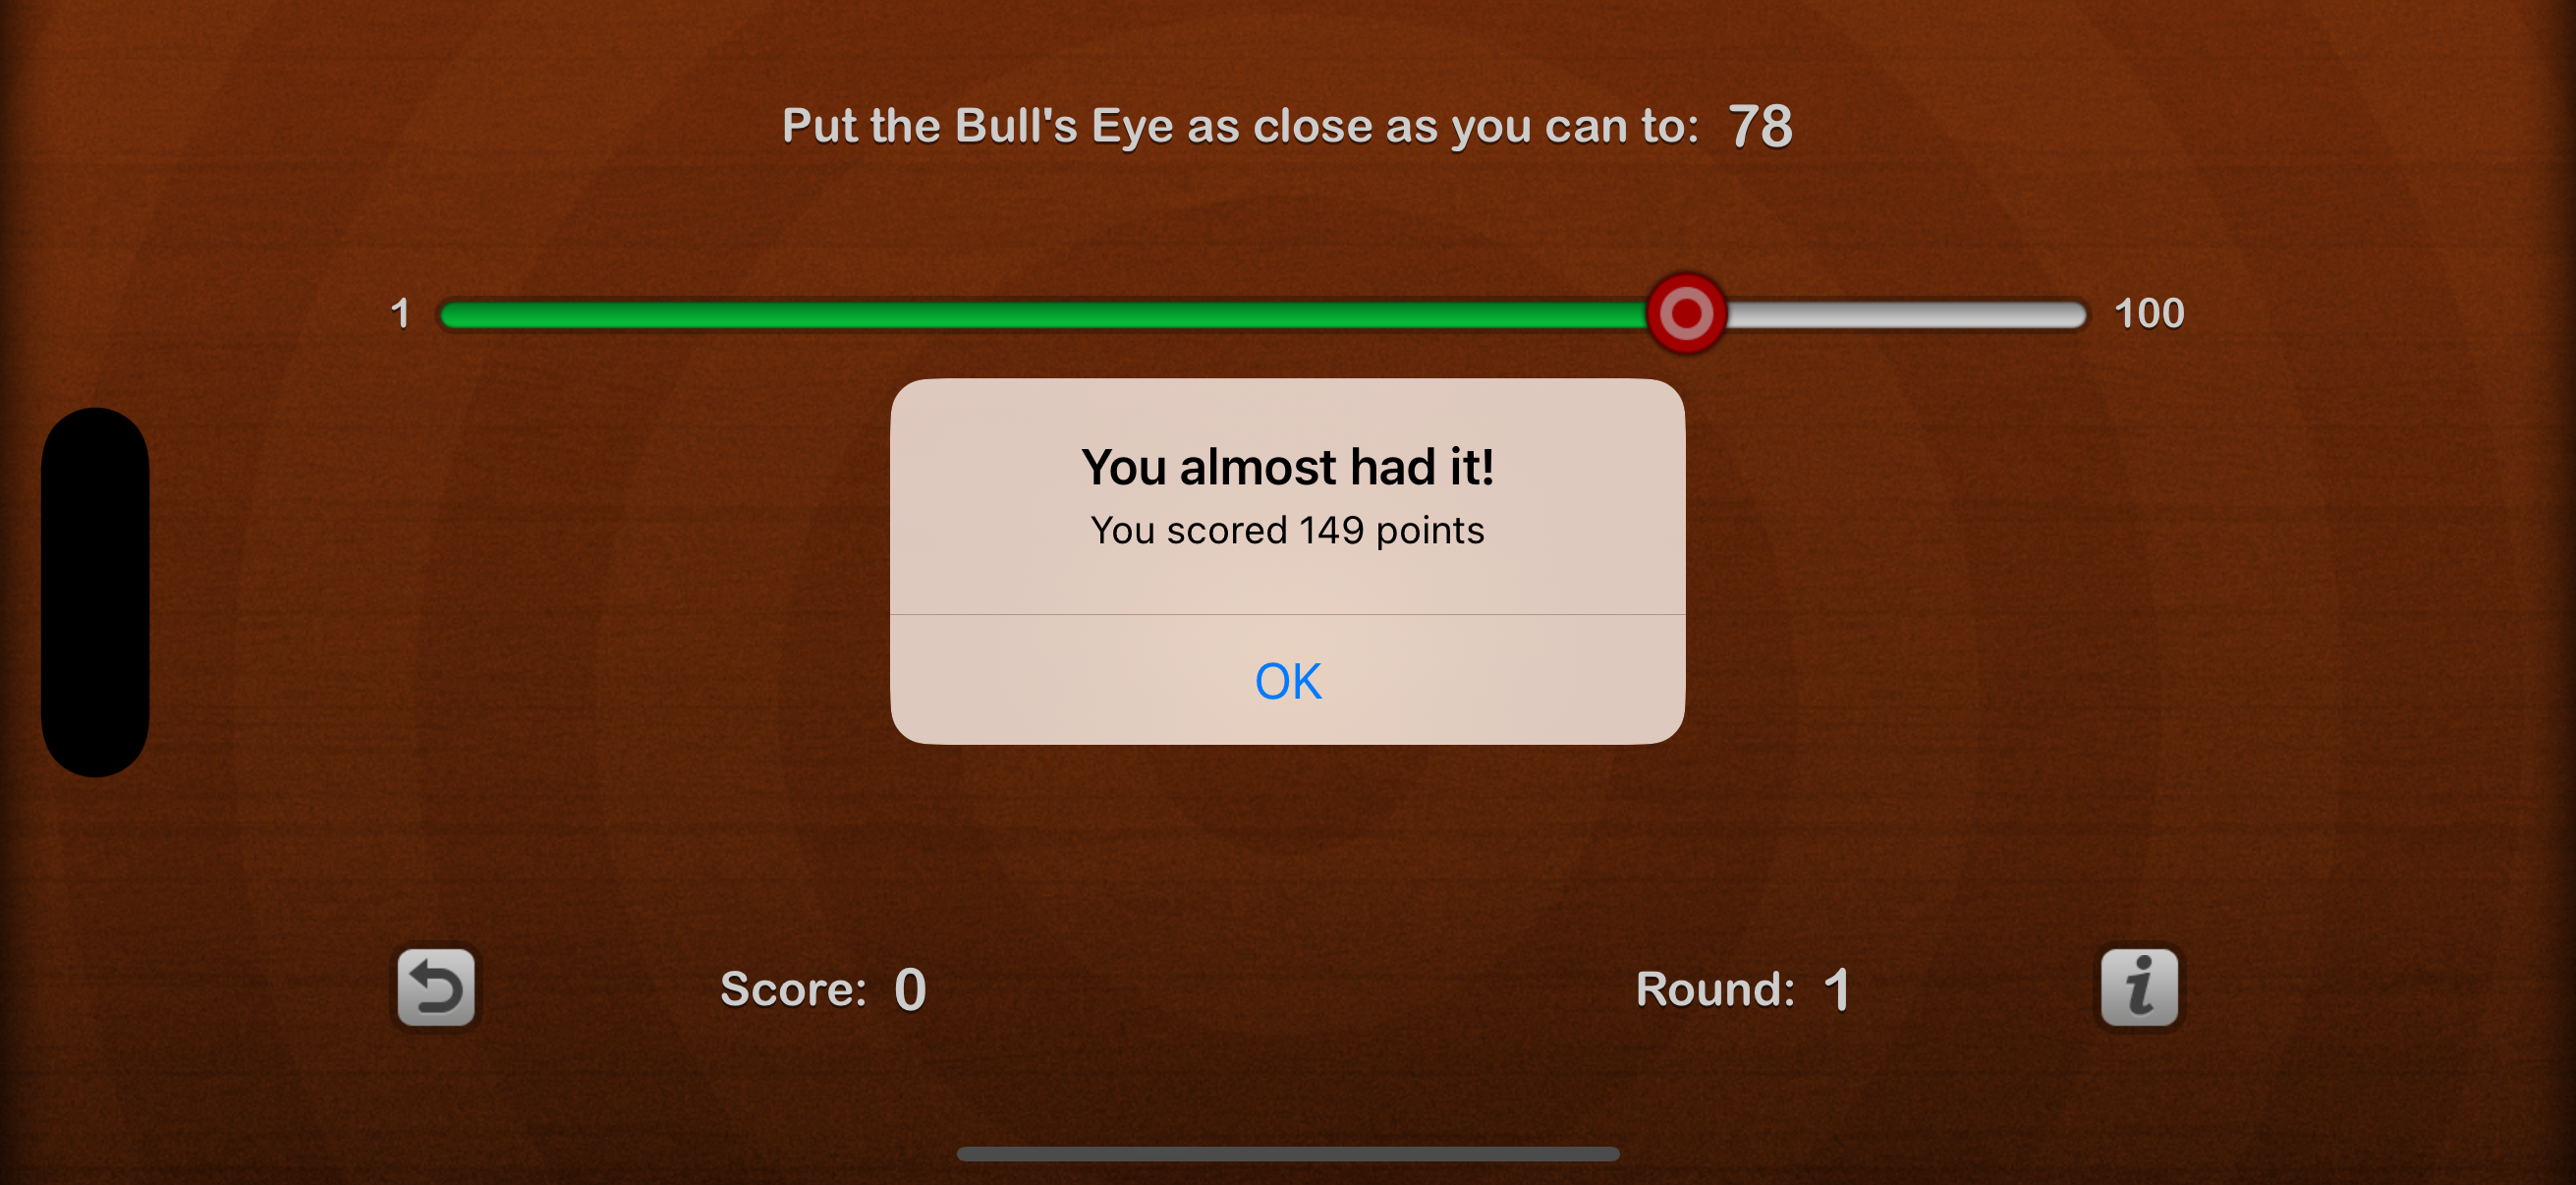 Put the Bull's Eye as close as you can to: 78
1 100
You almost had it!
You scored 149 points
OK
Score: 0 Round: 1 i